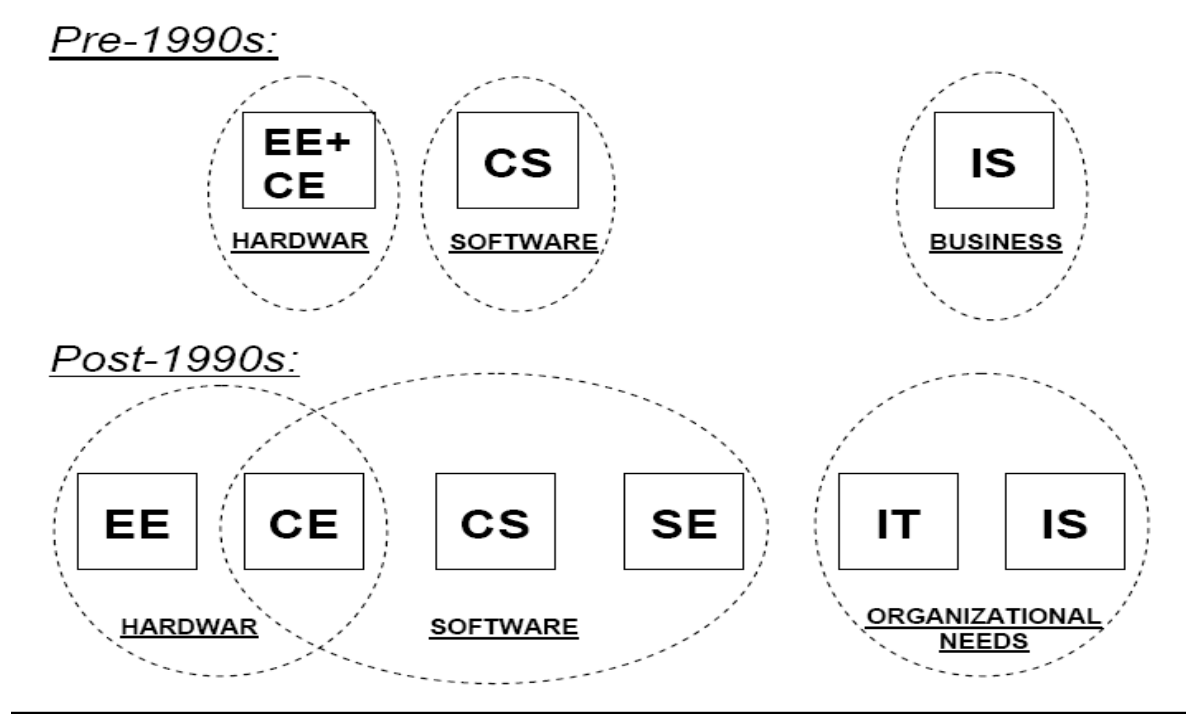 Pre-1990s:
EE+
CE
CS
IS
HARDWAR
SOFTWARE
BUSINESS
Post-1990s:
EE
CE
CS
SE
IT
IS
HARDWAR
SOFTWARE
ORGANIZATIONAL
NEEDS